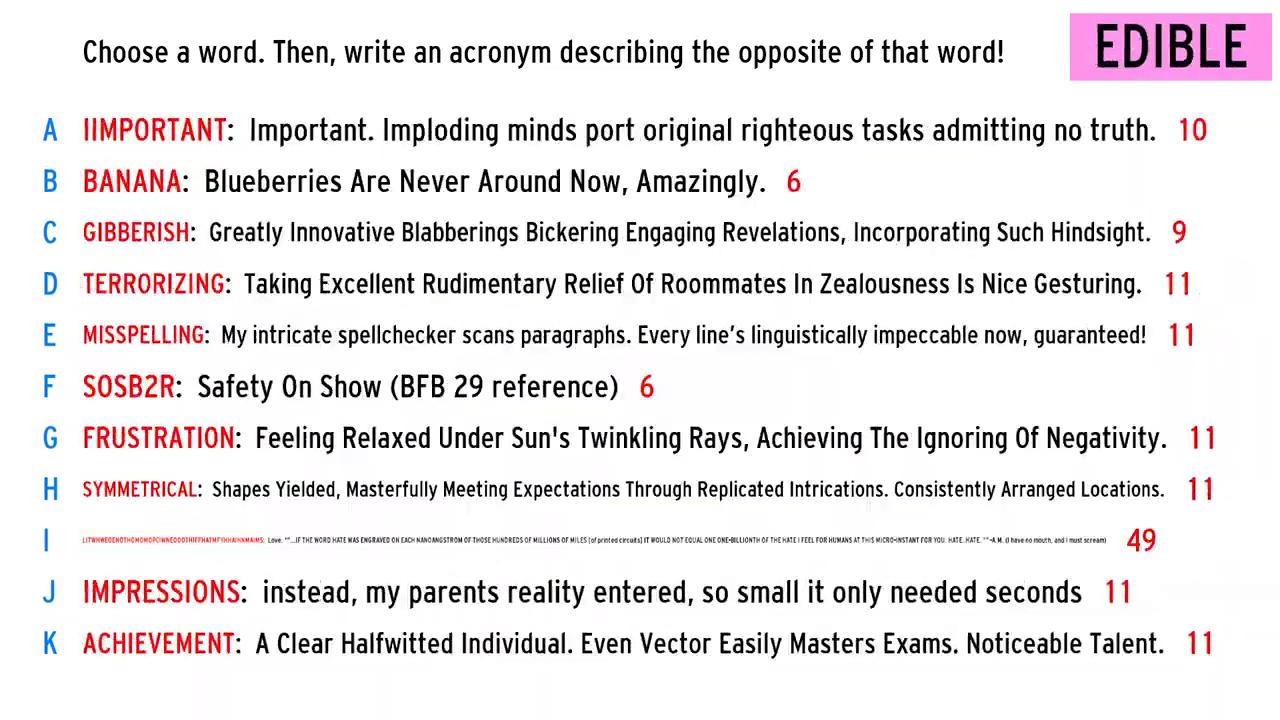 Choose a word. Then, write an acronym describing the opposite of that word!
EDIBLE
A IIMPORTANT: Important. Imploding minds port original righteous tasks admitting no truth. 10
B BANANA: Blueberries Are Never Around Now, Amazingly. 6
C GIBBERISH: Greatly Innovative Blabberings Bickering Engaging Revelations, Incorporating Such Hindsight. 9
D TERRORIZING: Taking Excellent Rudimentary Relief Of Roommates In Zealousness Is Nice Gesturing. 11
E MISSPELLING: My intricate spellchecker scans paragraphs. Every line's linguistically impeccable now, guaranteed! 11
F SOSB2R: Safety On Show (BFB 29 reference) 6
G FRUSTRATION: Feeling Relaxed Under Sun's Twinkling Rays, Achieving The Ignoring Of Negativity. 11
H SYMMETRICAL: Shapes Yielded, Masterfully Meeting Expectations Through Replicated Intrications. Consistently Arranged Locations. 11
I Love. ""...IF THE WORD HATE WAS ENGRAVED ON EACH NANOANGSTROM OF THOSE HUNDREDS OF MILLIONS OF MILES (of printed circuits) IT WOULD NOT EQUAL ONE ONE-BILLIONTH OF THE HATE I FEEL FOR HUMANS AT THIS MICRO-INSTANT FOR YOU. HATE. HATE. ""-A.M. (I have no mouth, and I must scream) 49
J IMPRESSIONS: instead, my parents reality entered, so small it only needed seconds 11
K ACHIEVEMENT: A Clear Halfwitted Individual. Even Vector Easily Masters Exams. Noticeable Talent. 11